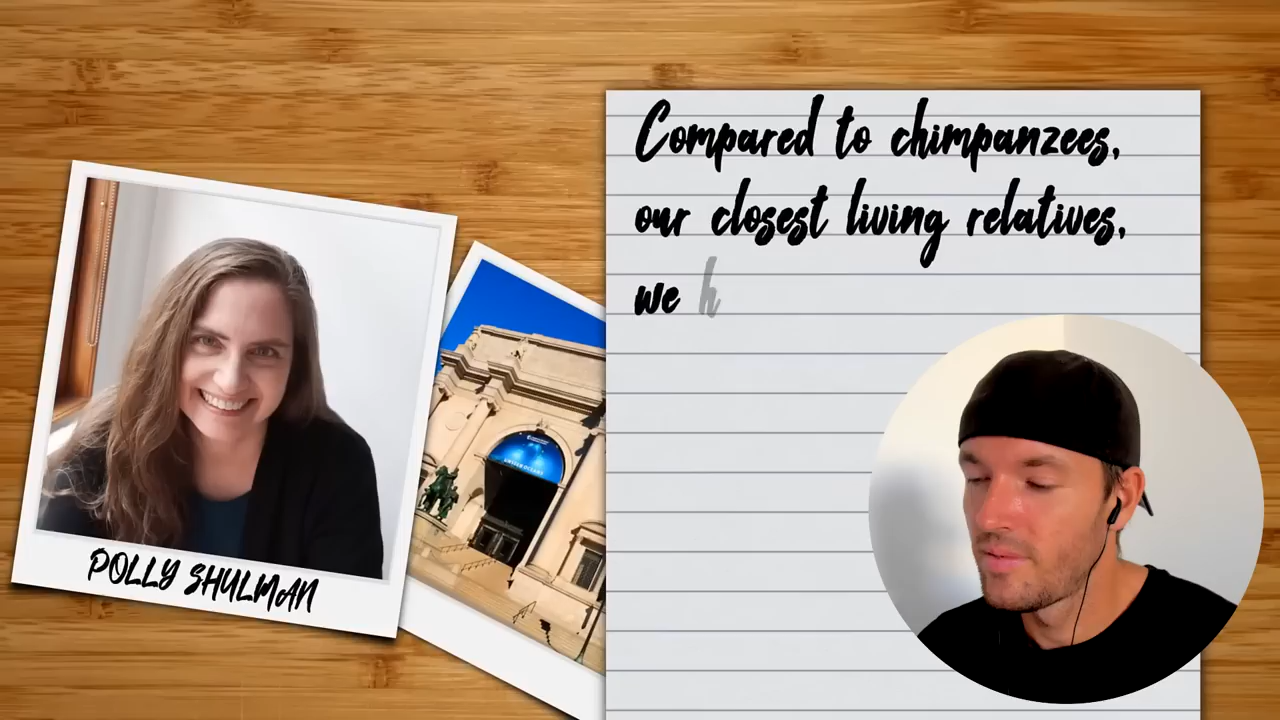 Compared to chimpanzees,
our closest living relatives,
we h
POLLY SHULMAN